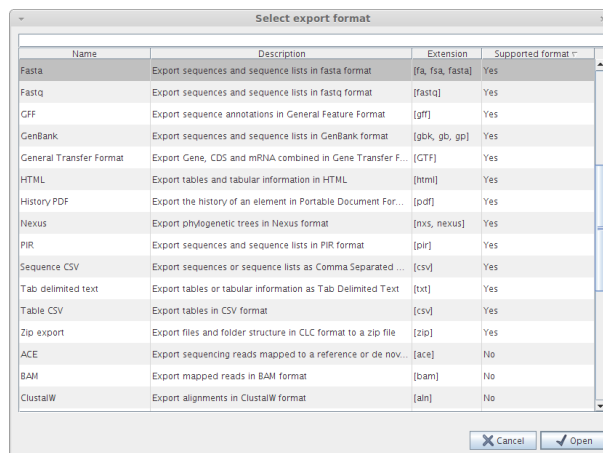 Select export format
Name Description Extension Supported format
Fasta Export sequences and sequence lists in fasta format [fa, fsa, fasta] Yes
Fastq Export sequences and sequence lists in fastq format [fastq] Yes
GFF Export sequence annotations in General Feature Format [gff] Yes
GenBank Export sequences and sequence lists in GenBank format [gbk, gb, gp] Yes
General Transfer Format Export Gene, CDS and mRNA combined in Gene Transfer F... [GTF] Yes
HTML Export tables and tabular information in HTML [html] Yes
History PDF Export the history of an element in Portable Document For... [pdf] Yes
Nexus Export phylogenetic trees in Nexus format [nxs, nexus] Yes
PIR Export sequences and sequence lists in PIR format [pir] Yes
Sequence CSV Export sequences or sequence lists as Comma Separated ... [csv] Yes
Tab delimited text Export tables or tabular information as Tab Delimited Text [txt] Yes
Table CSV Export tables in CSV format [csv] Yes
Zip export Export files and folder structure in CLC format to a zip file [zip] Yes
ACE Export sequencing reads mapped to a reference or de nov... [ace] No
BAM Export mapped reads in BAM format [bam] No
ClustalW Export alignments in ClustalW format [aln] No
Cancel Open